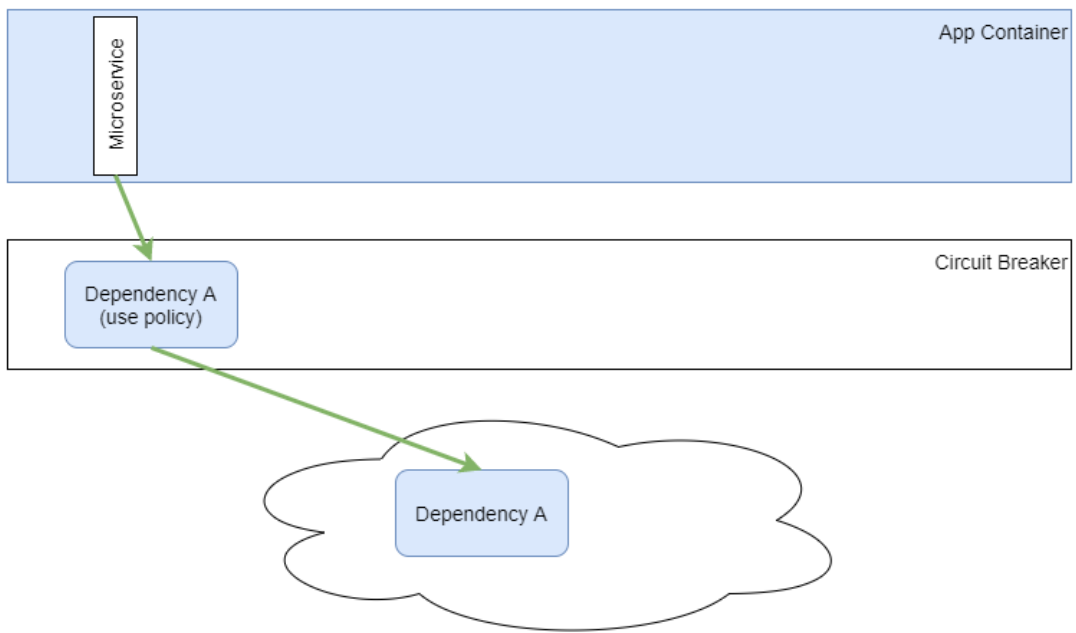 App Container
Microservice
Circuit Breaker
Dependency A
(use policy)
Dependency A